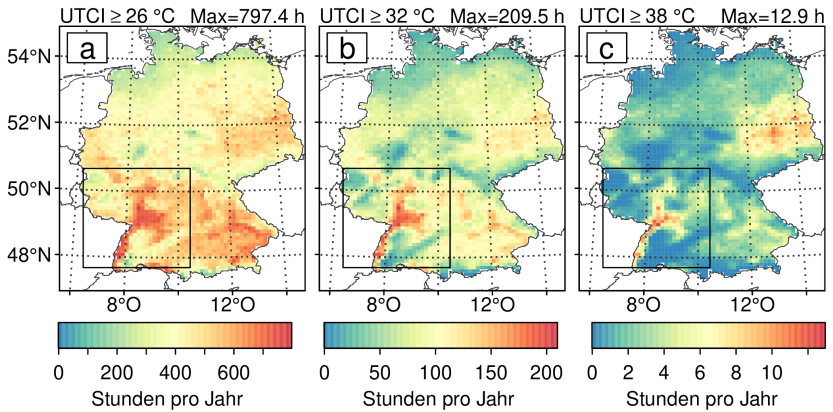 UTCI ≥ 26 °C Max=797.4 h
UTCI ≥ 32 °C Max=209.5 h
UTCI ≥ 38 °C Max=12.9 h
a
b
c
54°N
52°N
50°N
48°N
8°O 12°O
8°O 12°O
8°O 12°O
0 200 400 600
0 50 100 150 200
0 2 4 6 8 10
Stunden pro Jahr
Stunden pro Jahr
Stunden pro Jahr